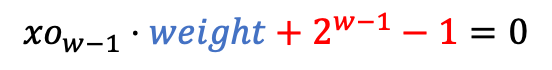 xo_{w−1} · weight + 2^{w−1} − 1 = 0